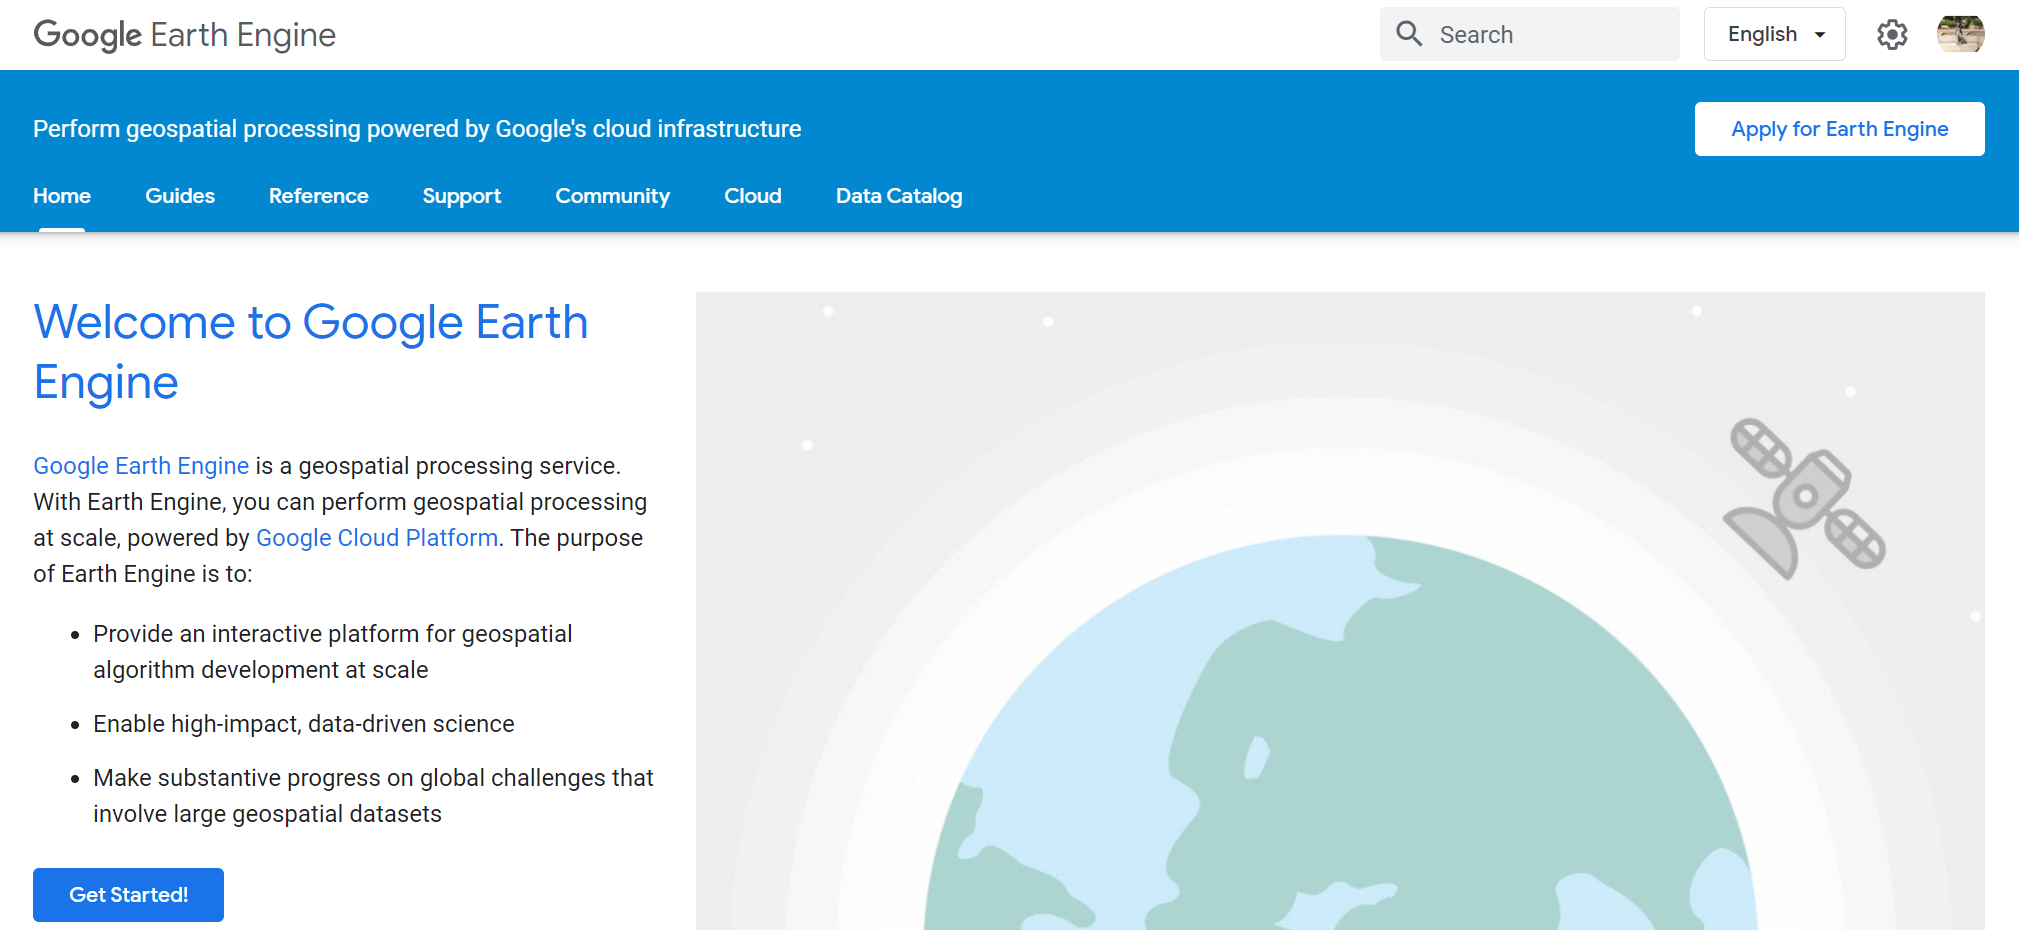 Google Earth Engine
Search
English
Perform geospatial processing powered by Google's cloud infrastructure
Apply for Earth Engine
Home Guides Reference Support Community Cloud Data Catalog
Welcome to Google Earth
Engine
Google Earth Engine is a geospatial processing service.
With Earth Engine, you can perform geospatial processing
at scale, powered by Google Cloud Platform. The purpose
of Earth Engine is to:
• Provide an interactive platform for geospatial
algorithm development at scale
• Enable high-impact, data-driven science
• Make substantive progress on global challenges that
involve large geospatial datasets
Get Started!